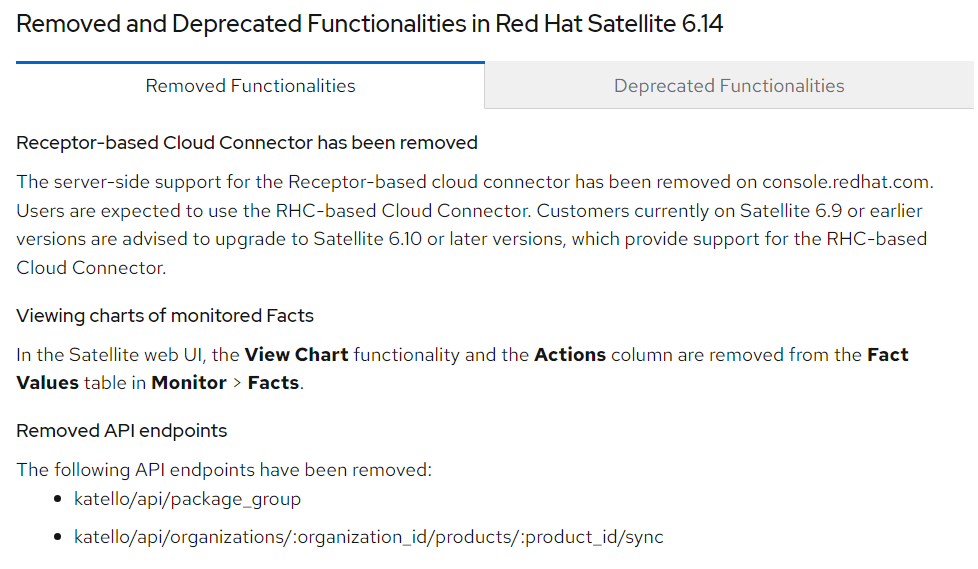 Removed and Deprecated Functionalities in Red Hat Satellite 6.14
Removed Functionalities
Deprecated Functionalities
Receptor-based Cloud Connector has been removed
The server-side support for the Receptor-based cloud connector has been removed on console.redhat.com.
Users are expected to use the RHC-based Cloud Connector. Customers currently on Satellite 6.9 or earlier
versions are advised to upgrade to Satellite 6.10 or later versions, which provide support for the RHC-based
Cloud Connector.
Viewing charts of monitored Facts
In the Satellite web UI, the View Chart functionality and the Actions column are removed from the Fact
Values table in Monitor > Facts.
Removed API endpoints
The following API endpoints have been removed:
• katello/api/package_group
• katello/api/organizations/:organization_id/products/:product_id/sync